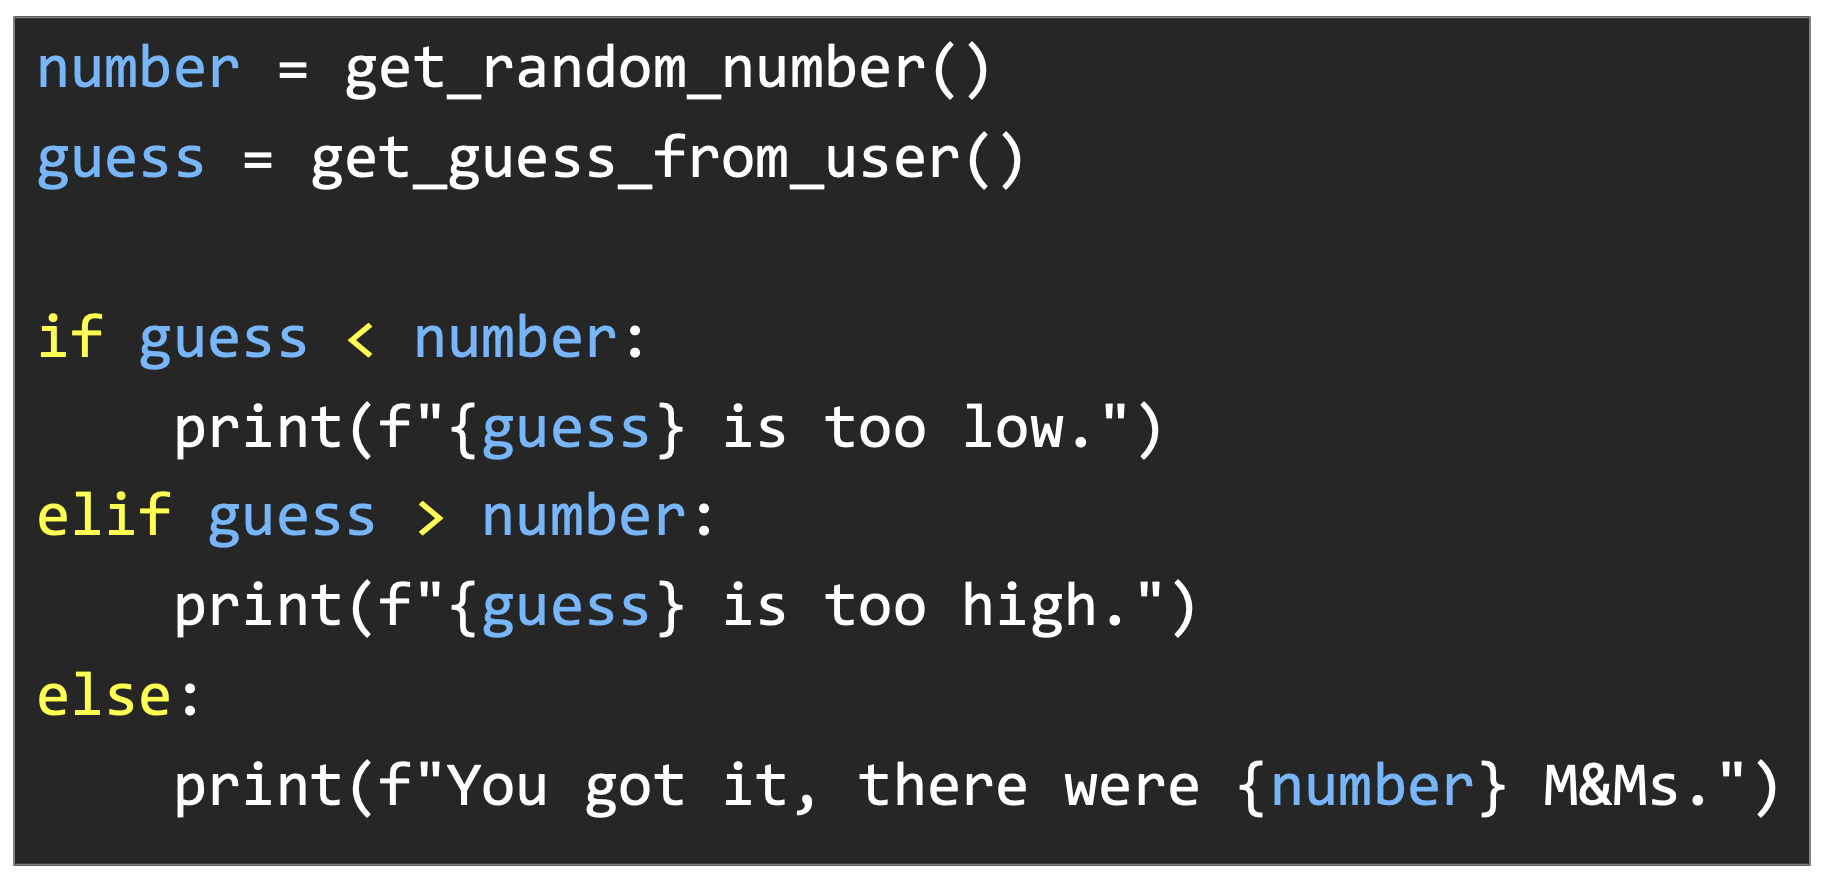 number = get_random_number()
guess = get_guess_from_user()

if guess < number:
    print(f"{guess} is too low.")
elif guess > number:
    print(f"{guess} is too high.")
else:
    print(f"You got it, there were {number} M&Ms.")